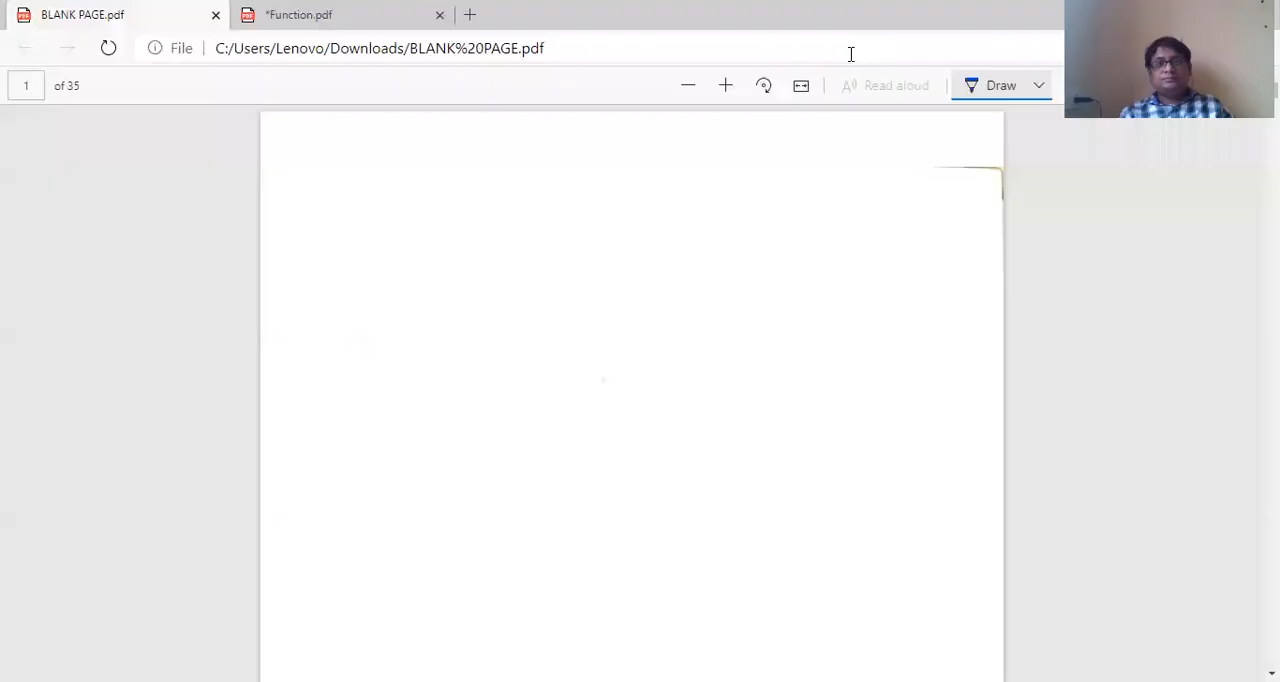 BLANK PAGE.pdf
*Function.pdf
File
C:/Users/Lenovo/Downloads/BLANK%20PAGE.pdf
1 of 35
Read aloud
Draw